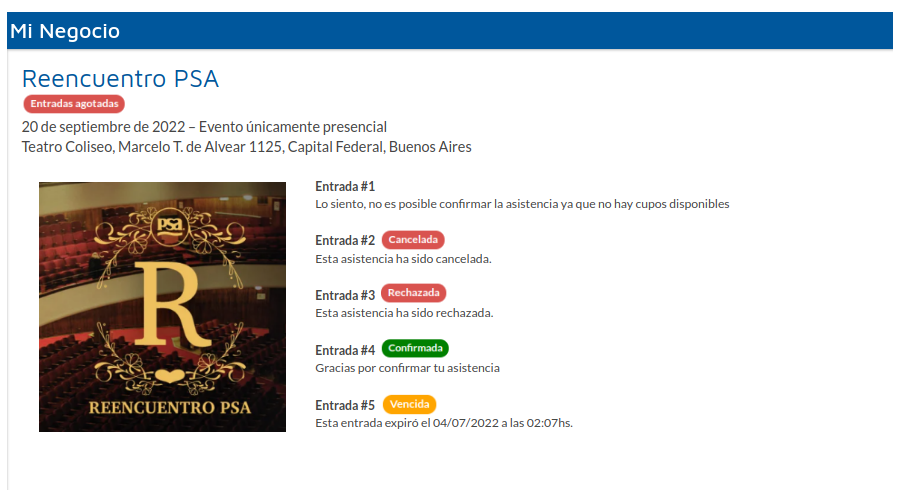 Mi Negocio
Reencuentro PSA
Entradas agotadas
20 de septiembre de 2022 – Evento únicamente presencial
Teatro Coliseo, Marcelo T. de Alvear 1125, Capital Federal, Buenos Aires
psa
R
REENCUENTRO PSA
Entrada #1
Lo siento, no es posible confirmar la asistencia ya que no hay cupos disponibles
Entrada #2 Cancelada
Esta asistencia ha sido cancelada.
Entrada #3 Rechazada
Esta asistencia ha sido rechazada.
Entrada #4 Confirmada
Gracias por confirmar tu asistencia
Entrada #5 Vencida
Esta entrada expiró el 04/07/2022 a las 02:07hs.